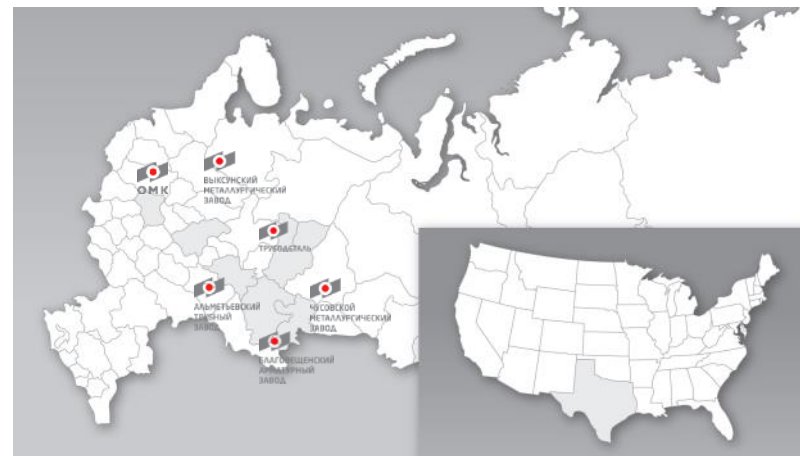 ОМК
ВЫКСУНСКИЙ
МЕТАЛЛУРГИЧЕСКИЙ
ЗАВОД
ТРУБОДЕТАЛЬ
АЛЬМЕТЬЕВСКИЙ
ТРУБНЫЙ
ЗАВОД
ЧУСОВСКОЙ
МЕТАЛЛУРГИЧЕСКИЙ
ЗАВОД
БЛАГОВЕЩЕНСКИЙ
АРМАТУРНЫЙ
ЗАВОД